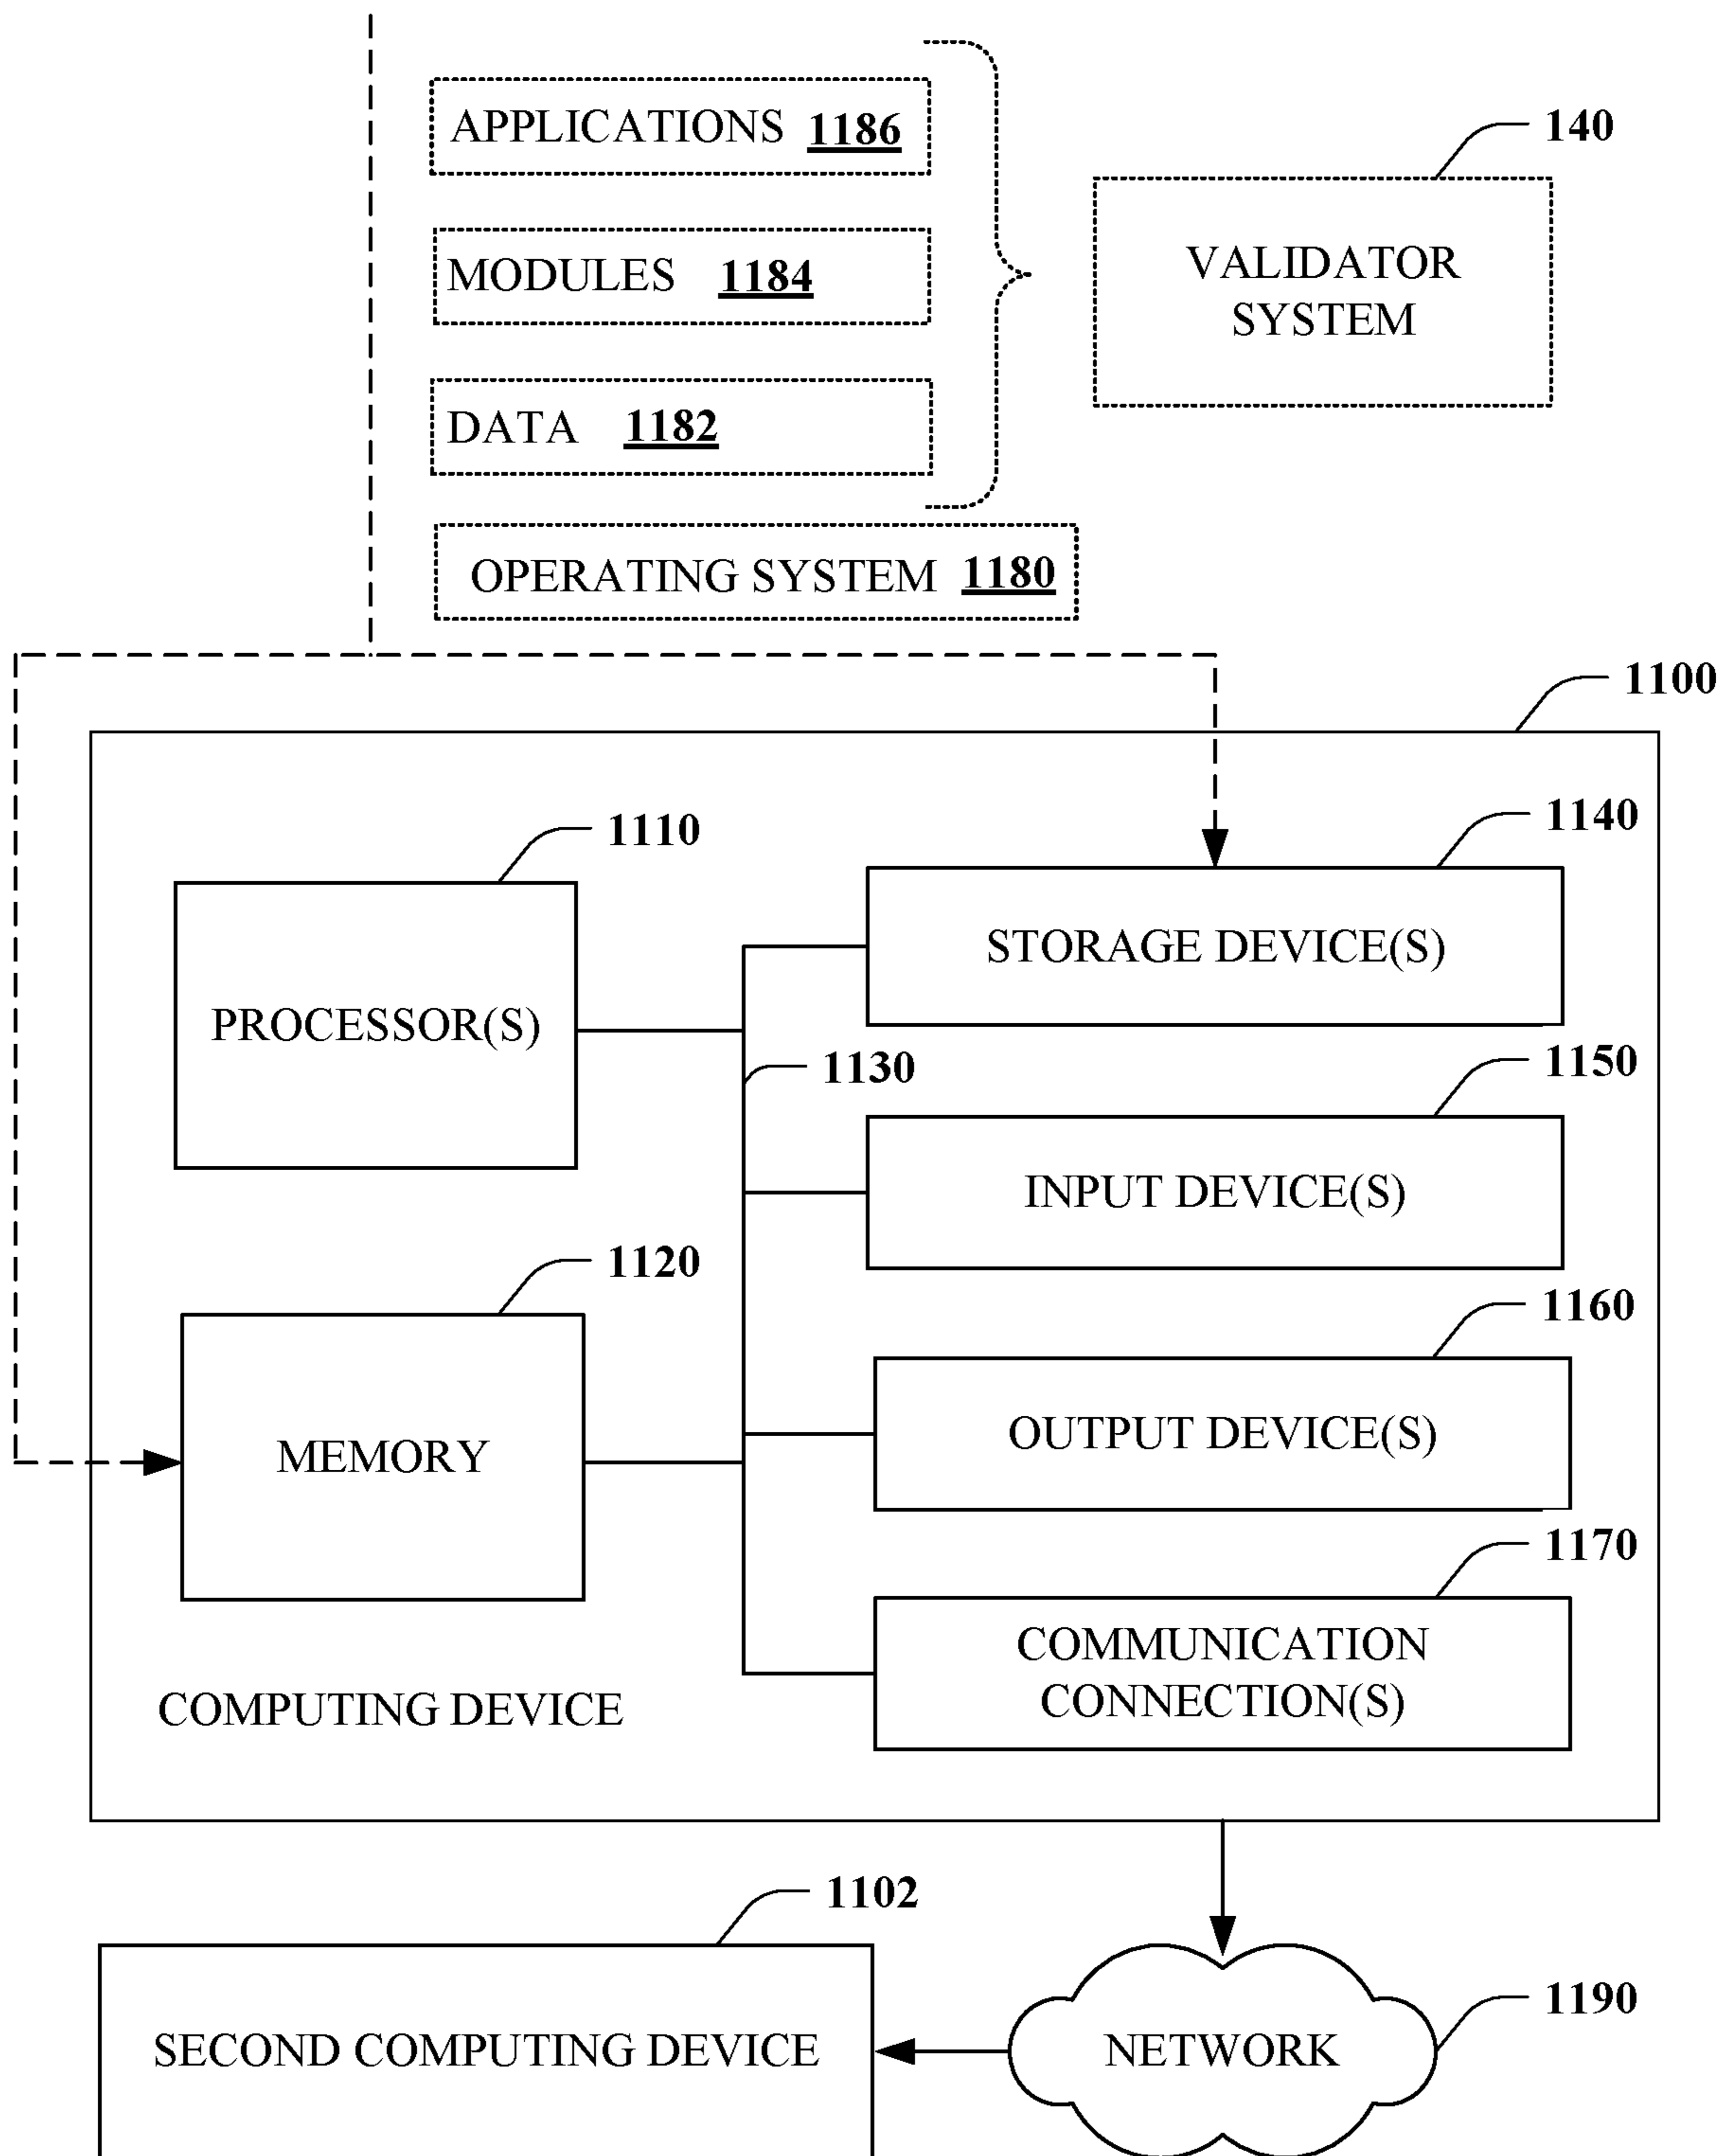 APPLICATIONS 1186
140
VALIDATOR
SYSTEM
MODULES 1184
DATA 1182
OPERATING SYSTEM 1180
1100
1110
1140
PROCESSOR(S)
STORAGE DEVICE(S)
1130
1150
INPUT DEVICE(S)
1120
1160
MEMORY
OUTPUT DEVICE(S)
1170
COMMUNICATION
CONNECTION(S)
COMPUTING DEVICE
1102
1190
SECOND COMPUTING DEVICE
NETWORK